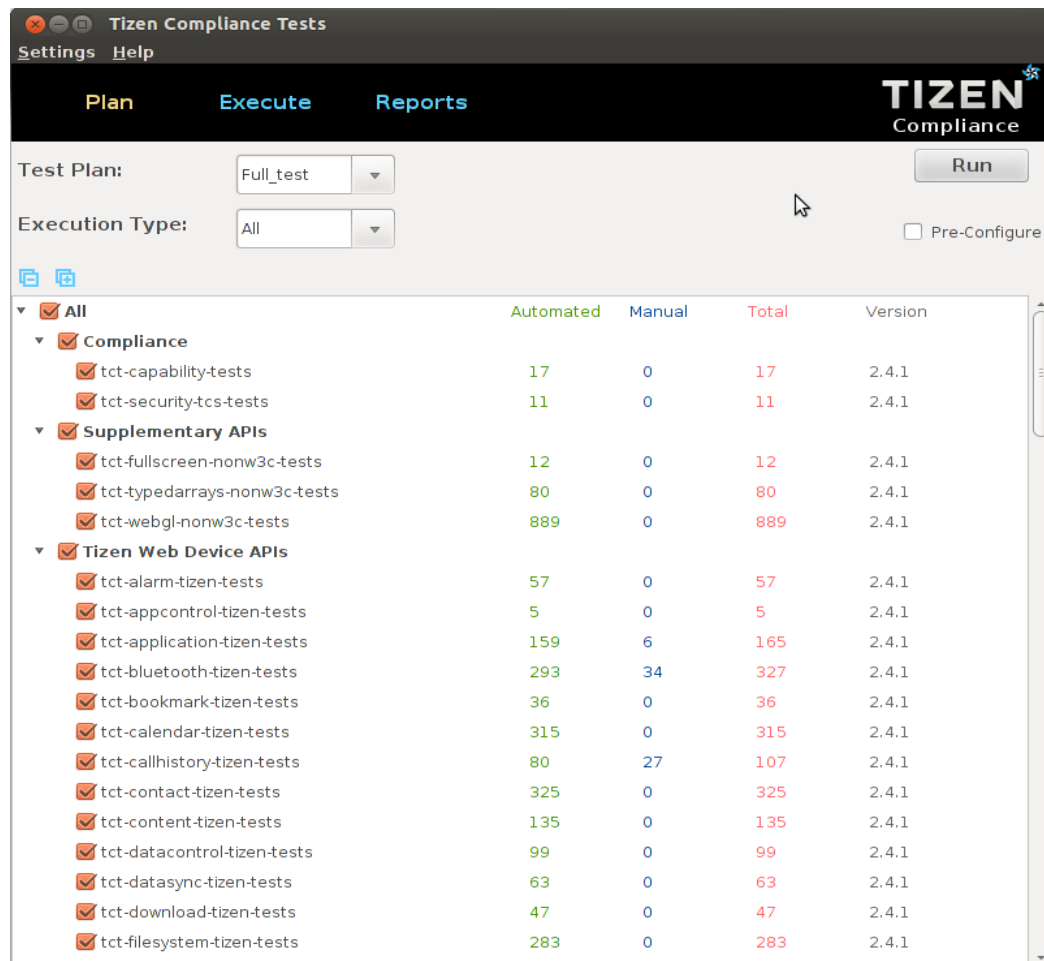 Tizen Compliance Tests
Settings Help
Plan Execute Reports
TIZEN
Compliance
Test Plan: Full_test Run
Execution Type: All Pre-Configure
All Automated Manual Total Version
Compliance
tct-capability-tests 17 0 17 2.4.1
tct-security-tcs-tests 11 0 11 2.4.1
Supplementary APIs
tct-fullscreen-nonw3c-tests 12 0 12 2.4.1
tct-typedarrays-nonw3c-tests 80 0 80 2.4.1
tct-webgl-nonw3c-tests 889 0 889 2.4.1
Tizen Web Device APIs
tct-alarm-tizen-tests 57 0 57 2.4.1
tct-appcontrol-tizen-tests 5 0 5 2.4.1
tct-application-tizen-tests 159 6 165 2.4.1
tct-bluetooth-tizen-tests 293 34 327 2.4.1
tct-bookmark-tizen-tests 36 0 36 2.4.1
tct-calendar-tizen-tests 315 0 315 2.4.1
tct-callhistory-tizen-tests 80 27 107 2.4.1
tct-contact-tizen-tests 325 0 325 2.4.1
tct-content-tizen-tests 135 0 135 2.4.1
tct-datacontrol-tizen-tests 99 0 99 2.4.1
tct-datasync-tizen-tests 63 0 63 2.4.1
tct-download-tizen-tests 47 0 47 2.4.1
tct-filesystem-tizen-tests 283 0 283 2.4.1